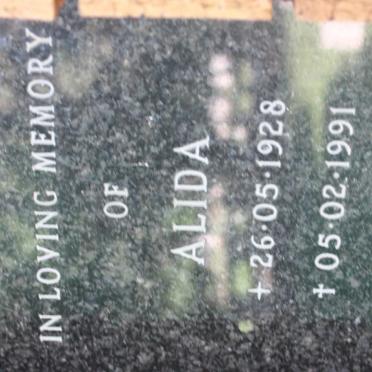 IN LOVING MEMORY
OF
ALIDA
+ 26·05·1928
† 05·02·1991